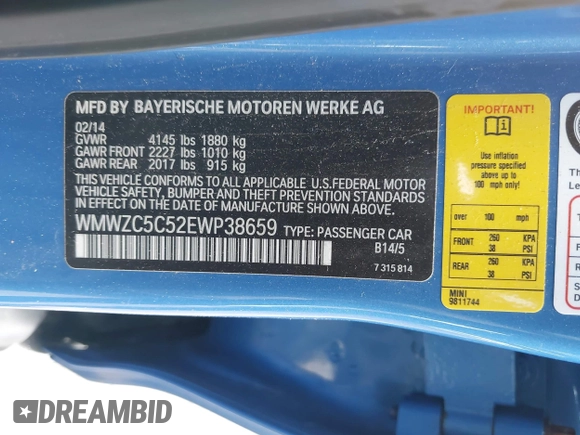 MFD BY BAYERISCHE MOTOREN WERKE AG
02/14
GVWR 4145 lbs 1880 kg
GAWR FRONT 2227 lbs 1010 kg
GAWR REAR 2017 lbs 915 kg
THIS VEHICLE CONFORMS TO ALL APPLICABLE U.S.FEDERAL MOTOR
VEHICLE SAFETY, BUMPER AND THEFT PREVENTION STANDARDS
IN EFFECT ON THE DATE OF MANUFACTURE SHOWN ABOVE.
WMWZC5C52EWP38659 TYPE: PASSENGER CAR
B14/5
7 315 814
IMPORTANT!
Use inflation
pressure specified
above up to
100 mph only!
over 100 mph
FRONT 260 KPA
38 PSI
REAR 260 KPA
38 PSI
MINI
9811744
DREAMBID